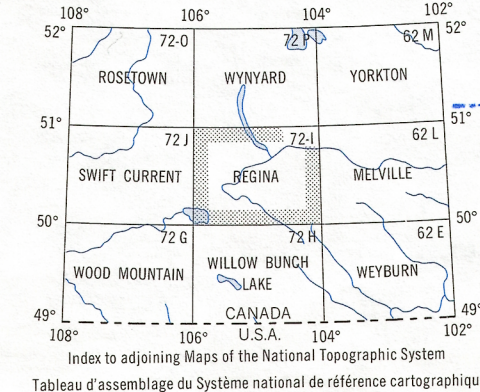 108° 106° 104° 102°
52° 72-O 72 P 62 M 52°
ROSETOWN WYNYARD YORKTON
51° 51°
72 J 72-I 62 L
SWIFT CURRENT REGINA MELVILLE
50° 50°
72 G 72 H 62 E
WOOD MOUNTAIN WILLOW BUNCH WEYBURN
LAKE
CANADA
49° 49°
108° 106° U.S.A. 104° 102°
Index to adjoining Maps of the National Topographic System
Tableau d'assemblage du Système national de référence cartographiqu